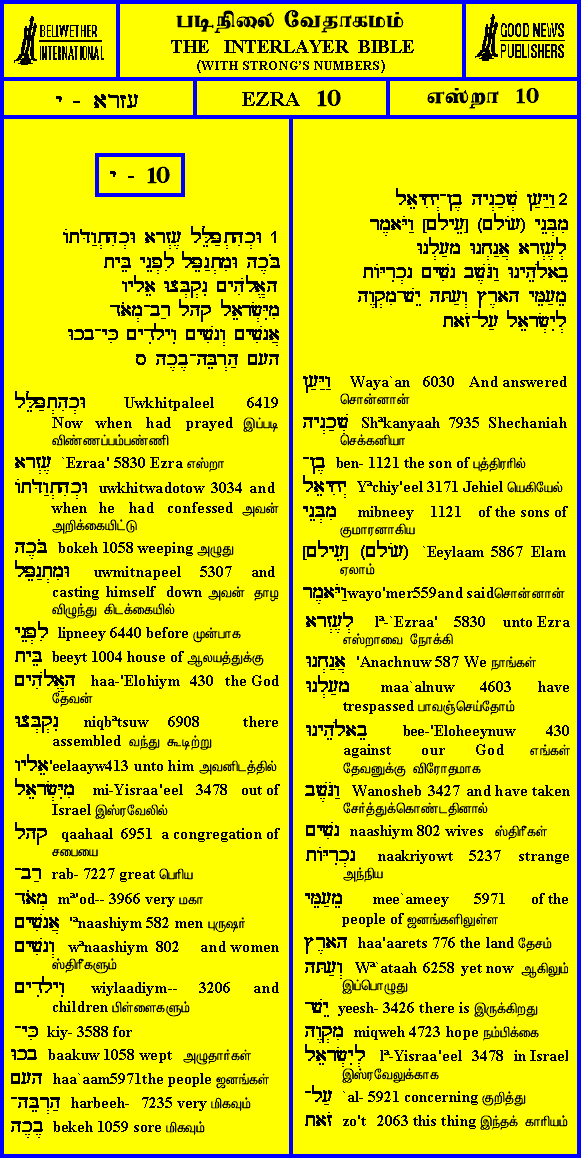 BELLWETHER
INTERNATIONAL
படிநிலை வேதாகமம்
THE INTERLAYER BIBLE
(WITH STRONG'S NUMBERS)
GOOD NEWS
PUBLISHERS
עזרא - י
EZRA 10
எஸ்றா 10
י - 10
1 וּכְהִתְפַּלֵּל עֶזְרָא וּכְהִתְוַדֹּתוֹ
בֹּכֶה וּמִתְנַפֵּל לִפְנֵי בֵּית
הָאֱלֹהִים נִקְבְּצוּ אֵלָיו
מִיִּשְׂרָאֵל קָהָל רַב־מְאֹד
אֲנָשִׁים וְנָשִׁים וִילָדִים כִּי־בָכוּ
הָעָם הַרְבֵּה־בֶכֶה ס
וּכְהִתְפַּלֵּל Uwkhitpaleel 6419
Now when had prayed இப்படி
விண்ணப்பம்பண்ணி
עֶזְרָא `Ezraa' 5830 Ezra எஸ்றா
וּכְהִתְוַדֹּתוֹ uwkhitwadotow 3034 and
when he had confessed அவன்
அறிக்கையிட்டு
בֹּכֶה bokeh 1058 weeping அழுது
וּמִתְנַפֵּל uwmitnapeel 5307 and
casting himself down அவன் தாழ
விழுந்து கிடக்கையில்
לִפְנֵי lipneey 6440 before முன்பாக
בֵּית beeyt 1004 house of ஆலயத்துக்கு
הָאֱלֹהִים haa-'Elohiym 430 the God
தேவன்
נִקְבְּצוּ niqbªtsuw 6908 there
assembled வந்து கூடிற்று
אֵלָיו 'eelaayw413 unto him அவனிடத்தில்
מִיִּשְׂרָאֵל mi-Yisraa'eel 3478 out of
Israel இஸ்ரவேலில்
קָהָל qaahaal 6951 a congregation of
சபையை
רַב־ rab- 7227 great பெரிய
מְאֹד mª'od-- 3966 very மகா
אֲנָשִׁים 'ªnaashiym 582 men புருஷர்
וְנָשִׁים wªnaashiym 802 and women
ஸ்திரீகளும்
וִילָדִים wiylaadiym-- 3206 and
children பிள்ளைகளும்
כִּי־ kiy- 3588 for
בָכוּ baakuw 1058 wept அழுதார்கள்
הָעָם haa`aam5971the people ஜனங்கள்
הַרְבֵּה־ harbeeh- 7235 very மிகவும்
בֶכֶה bekeh 1059 sore மிகவும்
2 וַיַּעַן שְׁכַנְיָה בֶן־יְחִיאֵל
מִבְּנֵי (עוֹלָם) [עֵילָם] וַיֹּאמֶר
לְעֶזְרָא אֲנַחְנוּ מָעַלְנוּ
בֵאלֹהֵינוּ וַנֹּשֶׁב נָשִׁים נָכְרִיּוֹת
מֵעַמֵּי הָאָרֶץ וְעַתָּה יֵשׁ־מִקְוֶה
לְיִשְׂרָאֵל עַל־זֹאת
וַיַּעַן Waya`an 6030 And answered
சொன்னான்
שְׁכַנְיָה Shªkanyaah 7935 Shechaniah
செக்கனியா
בֶן־ ben- 1121 the son of புத்திரரில்
יְחִיאֵל Yªchiy'eel 3171 Jehiel யெகியேல்
מִבְּנֵי mibneey 1121 of the sons of
குமாரனாகிய
[עֵילָם] (עוֹלָם) `Eeylaam 5867 Elam
ஏலாம்
וַיֹּאמֶר wayo'mer559and saidசொன்னான்
לְעֶזְרָא lª-`Ezraa' 5830 unto Ezra
எஸ்றாவை நோக்கி
אֲנַחְנוּ 'Anachnuw 587 We நாங்கள்
מָעַלְנוּ maa`alnuw 4603 have
trespassed பாவஞ்செய்தோம்
בֵאלֹהֵינוּ bee-'Eloheeynuw 430
against our God எங்கள்
தேவனுக்கு விரோதமாக
וַנֹּשֶׁב Wanosheb 3427 and have taken
சேர்த்துக்கொண்டதினால்
נָשִׁים naashiym 802 wives ஸ்திரீகள்
נָכְרִיּוֹת naakriyowt 5237 strange
அந்நிய
מֵעַמֵּי mee`ameey 5971 of the
people of ஜனங்களிலுள்ள
הָאָרֶץ haa'aarets 776 the land தேசம்
וְעַתָּה Wª`ataah 6258 yet now ஆகிலும்
இப்பொழுது
יֵשׁ־ yeesh- 3426 there is இருக்கிறது
מִקְוֶה miqweh 4723 hope நம்பிக்கை
לְיִשְׂרָאֵל lª-Yisraa'eel 3478 in Israel
இஸ்ரவேலுக்காக
עַל־ `al- 5921 concerning குறித்து
זֹאת zo't 2063 this thing இந்தக் காரியம்